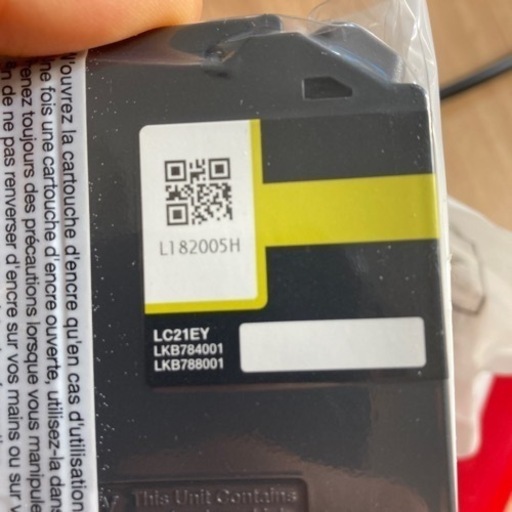 L182005H
LC21EY
LKB784001
LKB788001
This Unit Contains
l'ouvrez la cartouche d'encre qu'en cas d'utilisation
ne fois une cartouche d'encre ouverte, utilisez-la dans
enez toujours des précautions lorsque vous manipule
de ne pas renverser d'encre sur vos mains ou sur v